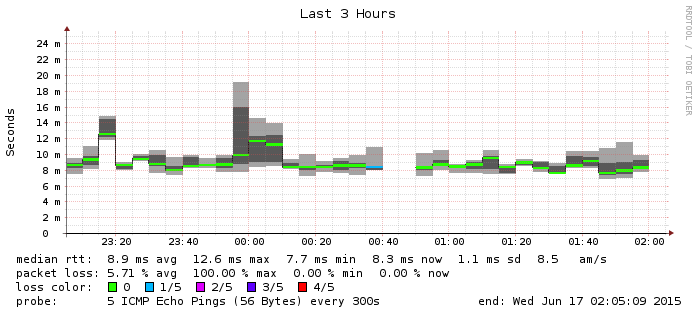 Last 3 Hours
RRDTOOL / TOBI OETIKER
Seconds
24 m
22 m
20 m
18 m
16 m
14 m
12 m
10 m
8 m
6 m
4 m
2 m
0
23:20 23:40 00:00 00:20 00:40 01:00 01:20 01:40 02:00
median rtt: 8.9 ms avg 12.6 ms max 7.7 ms min 8.3 ms now 1.1 ms sd 8.5 am/s
packet loss: 5.71 % avg 100.00 % max 0.00 % min 0.00 % now
loss color: 0 1/5 2/5 3/5 4/5
probe: 5 ICMP Echo Pings (56 Bytes) every 300s end: Wed Jun 17 02:05:09 2015